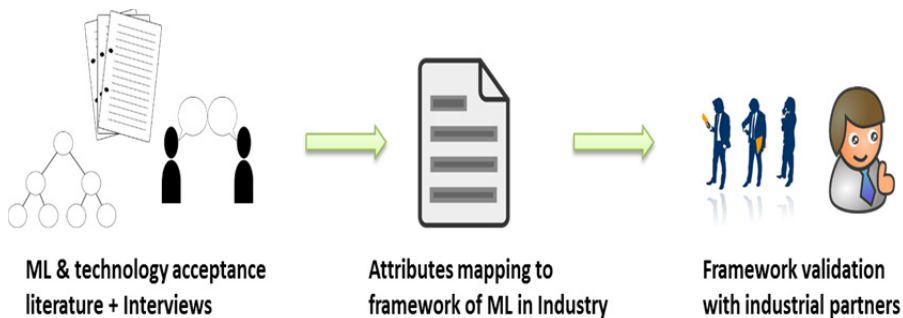 ML & technology acceptance
literature + Interviews
Attributes mapping to
framework of ML in Industry
Framework validation
with industrial partners